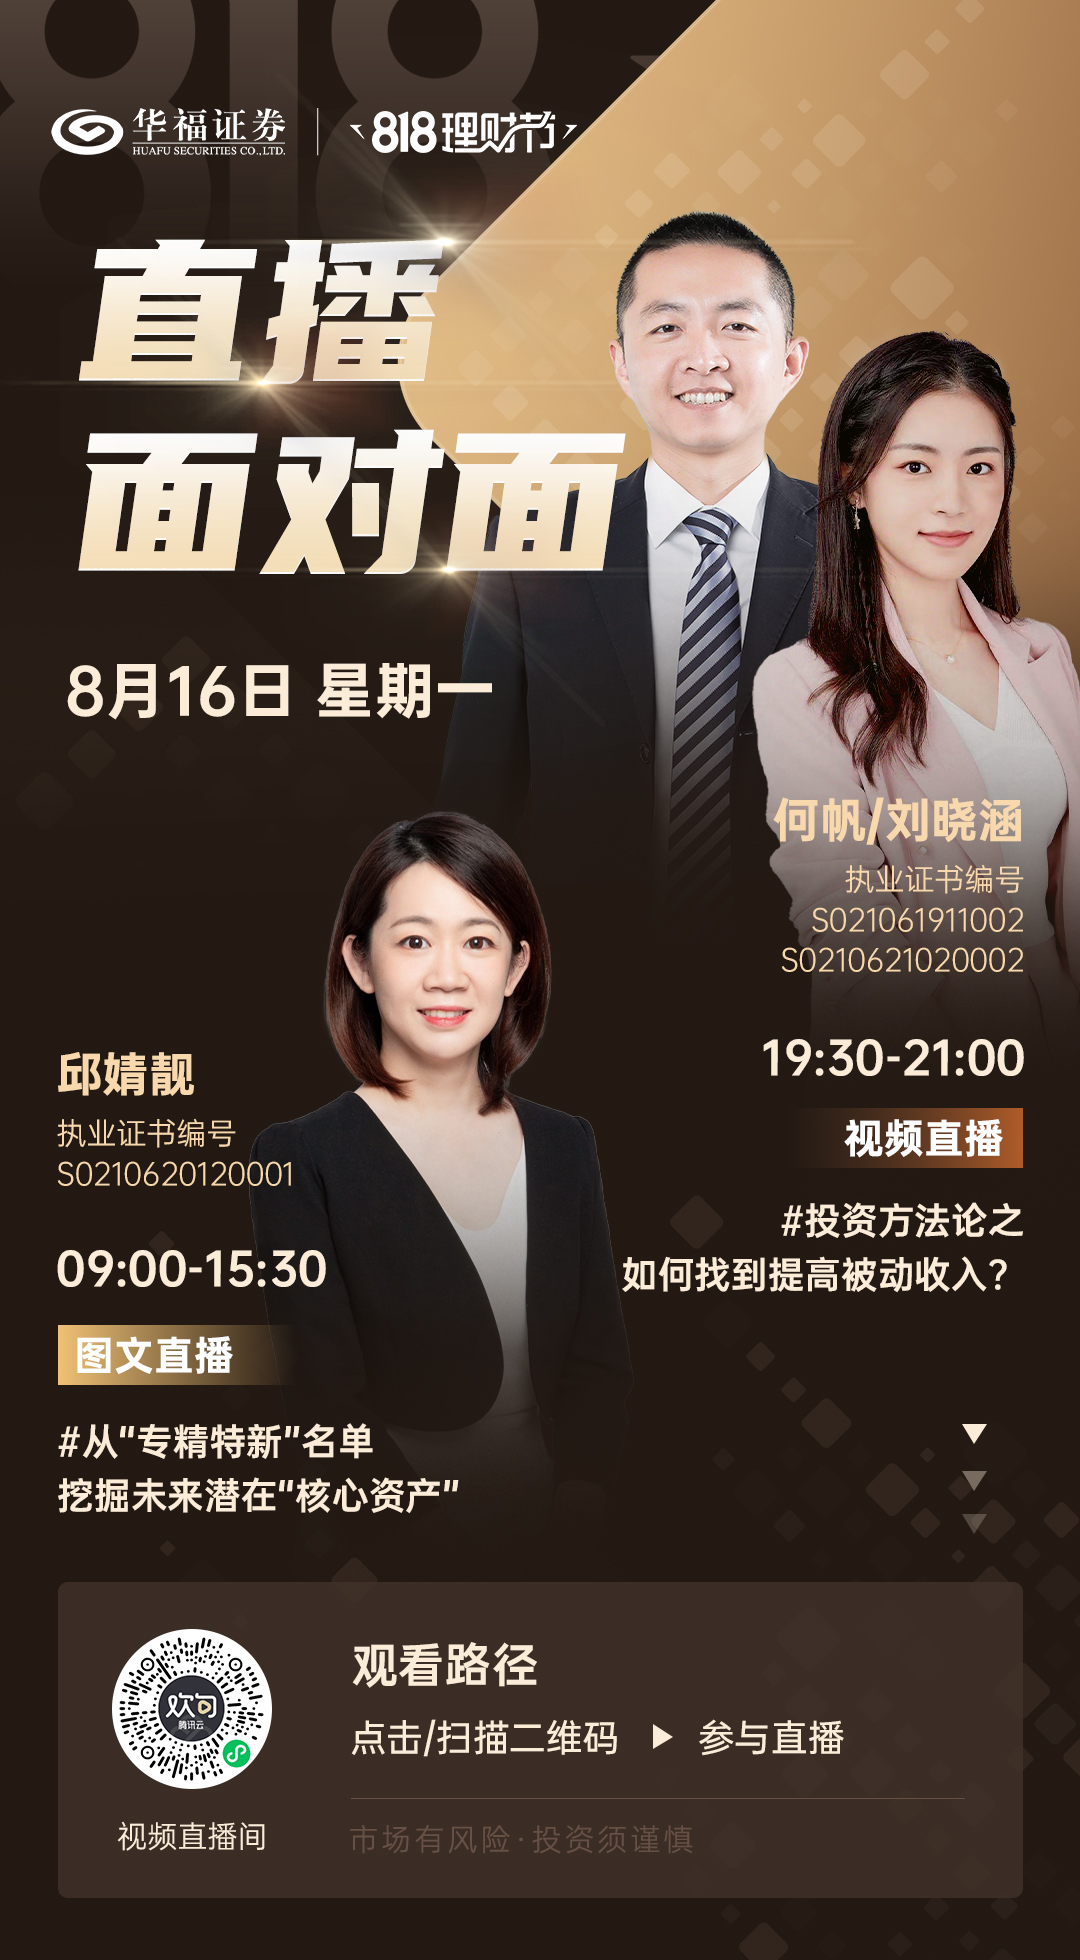 华福证券
HUAFU SECURITIES CO.,LTD.
818理财节
直播
面对面
8月16日 星期一
何帆/刘晓涵
执业证书编号
S021061911002
S0210621020002
19:30-21:00
视频直播
#投资方法论之
如何找到提高被动收入?
邱婧靓
执业证书编号
S0210620120001
09:00-15:30
图文直播
#从"专精特新"名单
挖掘未来潜在"核心资产"
欢句
腾讯云
视频直播间
观看路径
点击/扫描二维码 ▶ 参与直播
市场有风险·投资须谨慎